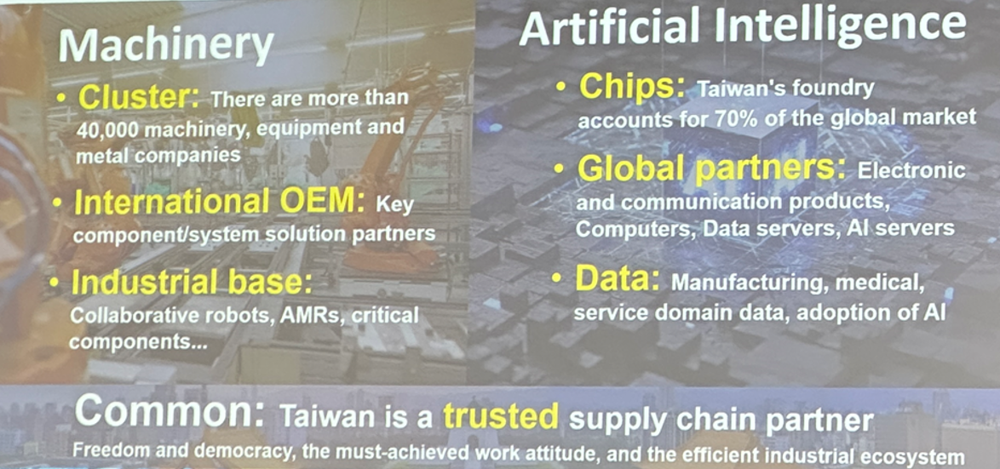 Machinery
• Cluster: There are more than
40,000 machinery, equipment and
metal companies
• International OEM: Key
component/system solution partners
• Industrial base:
Collaborative robots, AMRs, critical
components...
Artificial Intelligence
• Chips: Taiwan's foundry
accounts for 70% of the global market
• Global partners: Electronic
and communication products,
Computers, Data servers, AI servers
• Data: Manufacturing, medical,
service domain data, adoption of AI
Common: Taiwan is a trusted supply chain partner
Freedom and democracy, the must-achieved work attitude, and the efficient industrial ecosystem